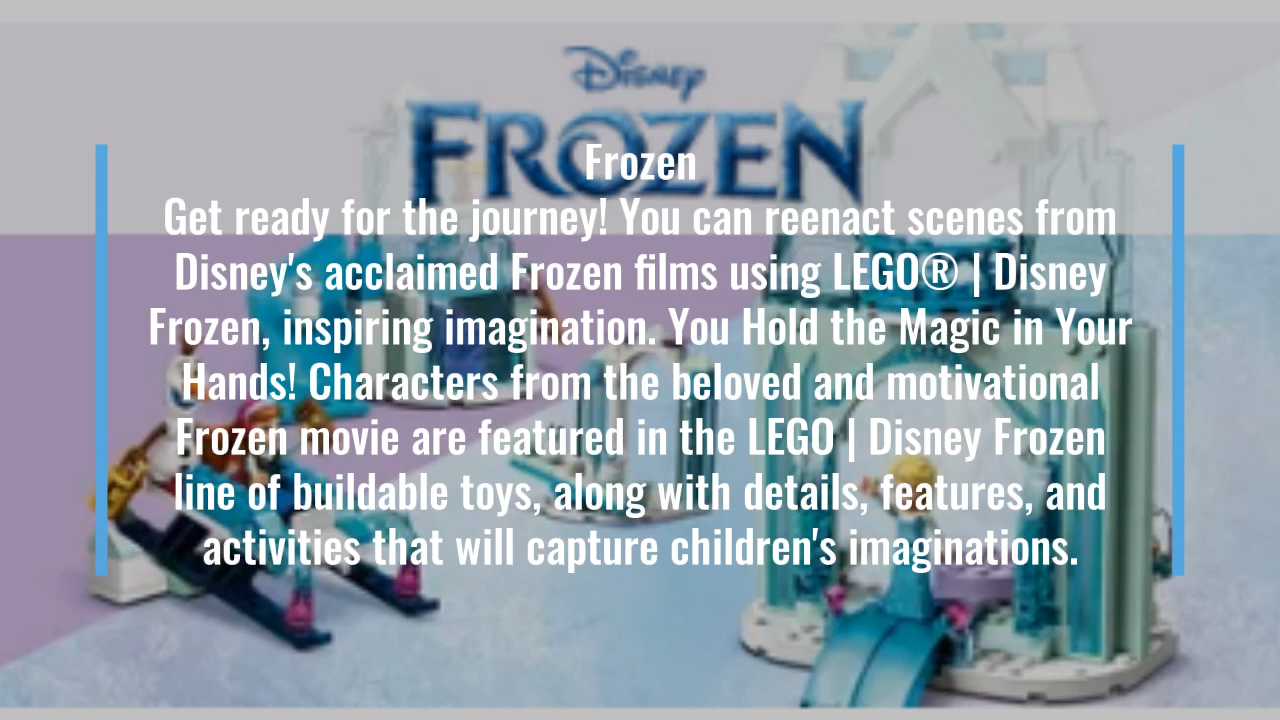 Disney
FROZEN
Frozen
Get ready for the journey! You can reenact scenes from
Disney's acclaimed Frozen films using LEGO® | Disney
Frozen, inspiring imagination. You Hold the Magic in Your
Hands! Characters from the beloved and motivational
Frozen movie are featured in the LEGO | Disney Frozen
line of buildable toys, along with details, features, and
activities that will capture children's imaginations.